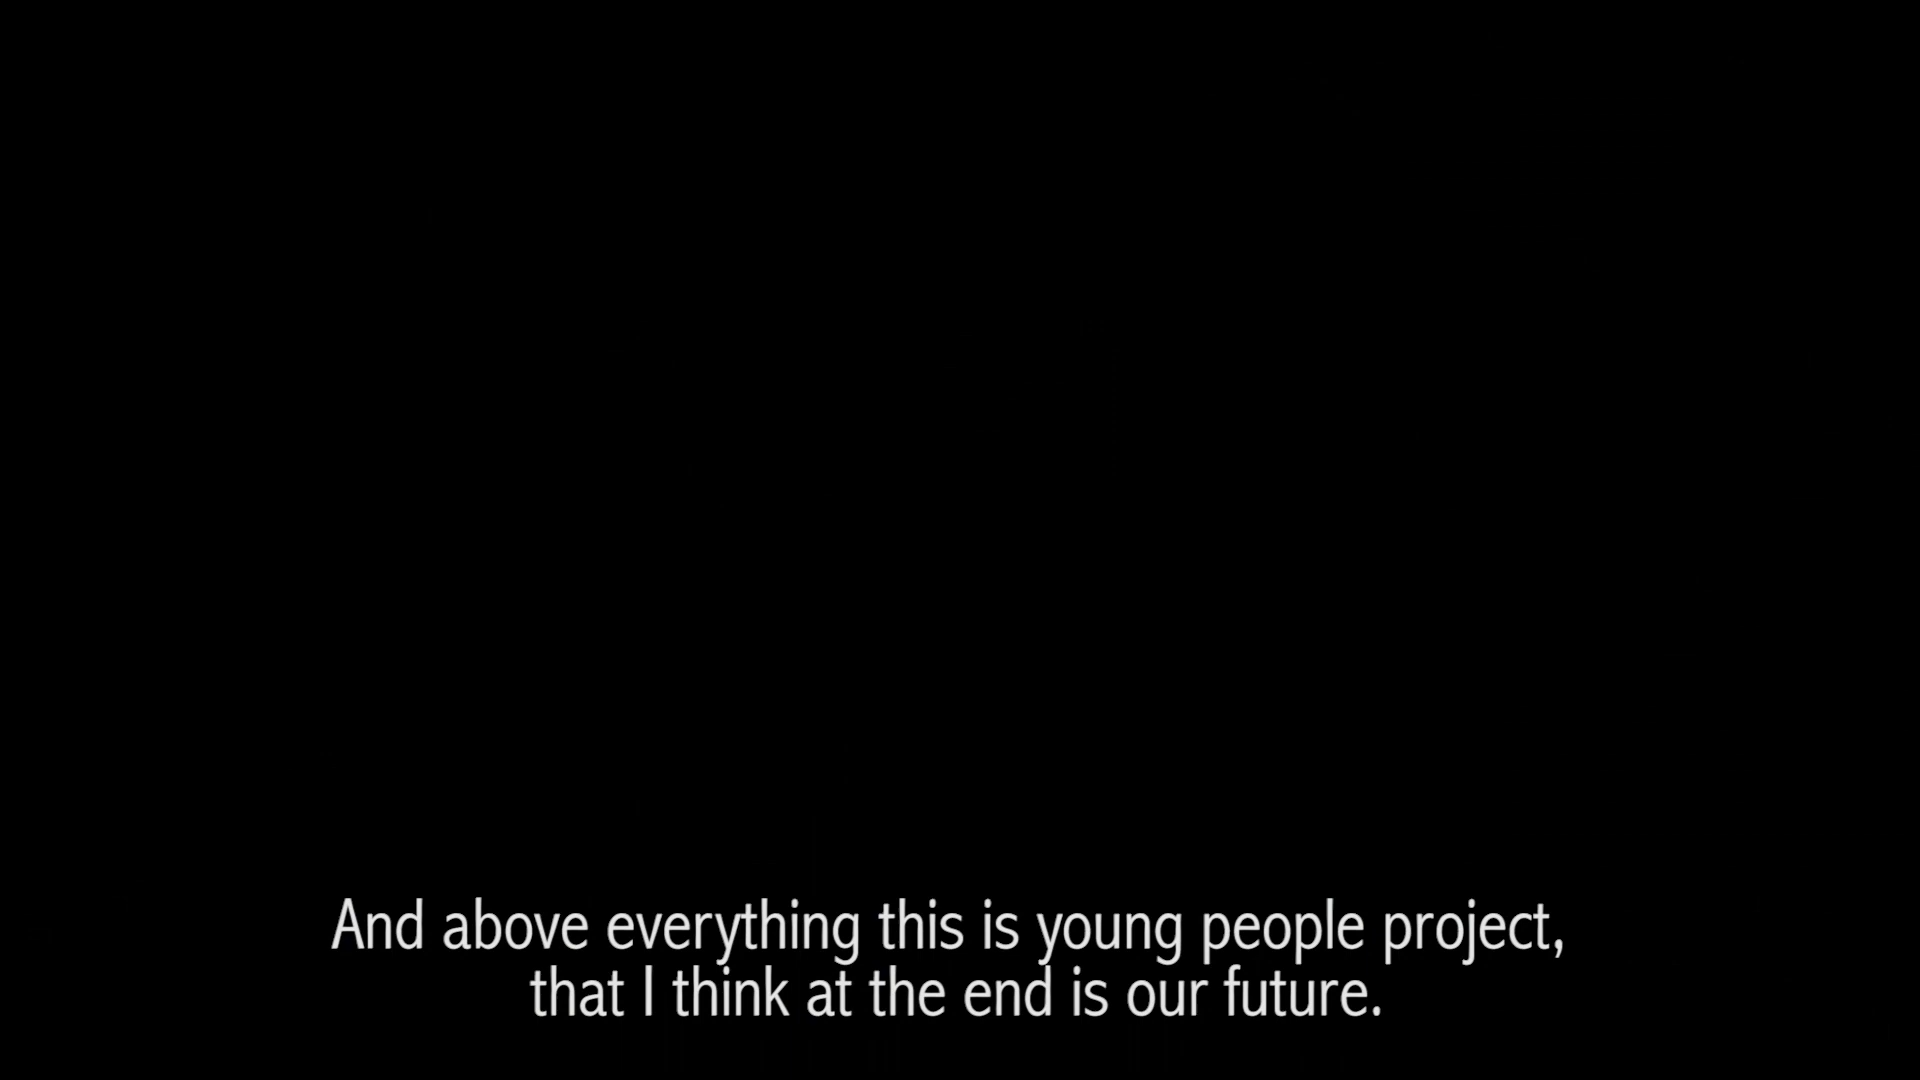 And above everything this is young people project,
that I think at the end is our future.